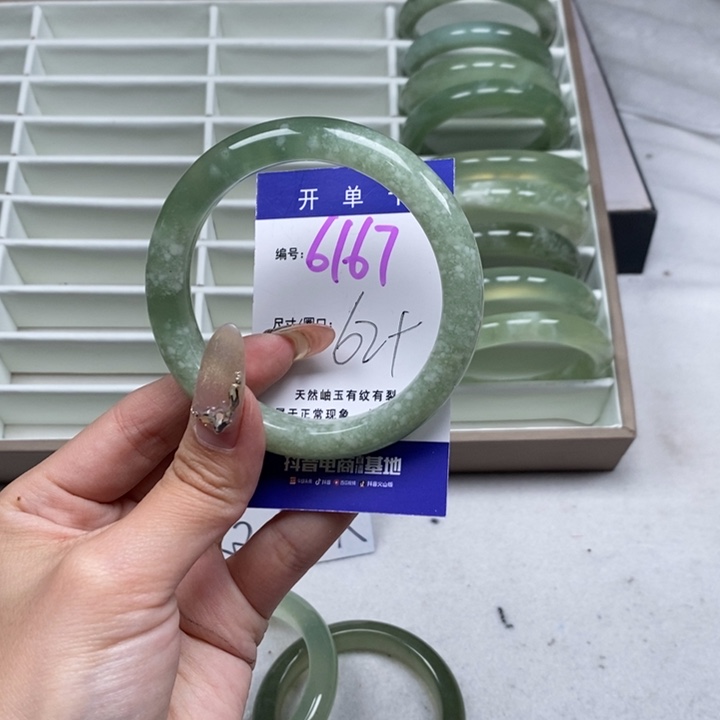 开单
编号: 6167
尺寸/圈口: 62+
天然岫玉有纹有裂
属于正常现象
抖音电商 基地